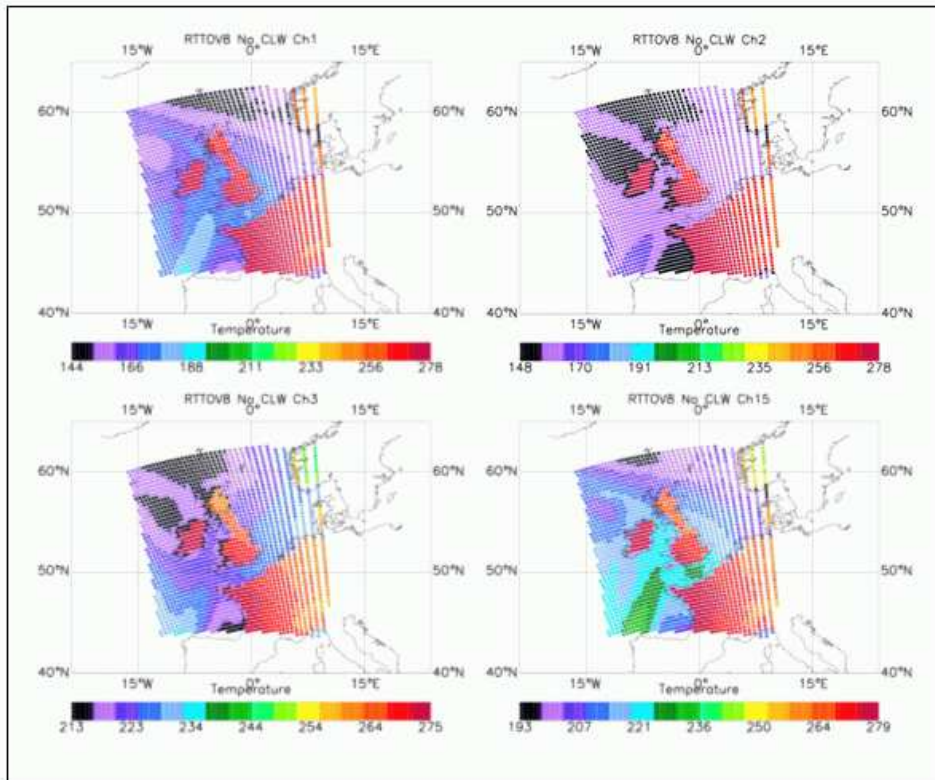 RTTOV8 No CLW Ch1
15°W 0° 15°E
60°N
50°N 50°N
40°N 40°N
15°W 0° 15°E
Temperature
144 166 188 211 233 256 278
RTTOV8 No CLW Ch2
15°W 0° 15°E
60°N 60°N
50°N 50°N
40°N 40°N
15°W 0° 15°E
Temperature
148 170 191 213 235 256 278
RTTOV8 No CLW Ch3
15°W 0° 15°E
60°N
50°N 50°N
40°N 40°N
15°W 0° 15°E
Temperature
213 223 234 244 254 264 275
RTTOV8 No CLW Ch15
15°W 0° 15°E
60°N 60°N
50°N 50°N
40°N 40°N
15°W 0° 15°E
Temperature
193 207 221 236 250 264 279